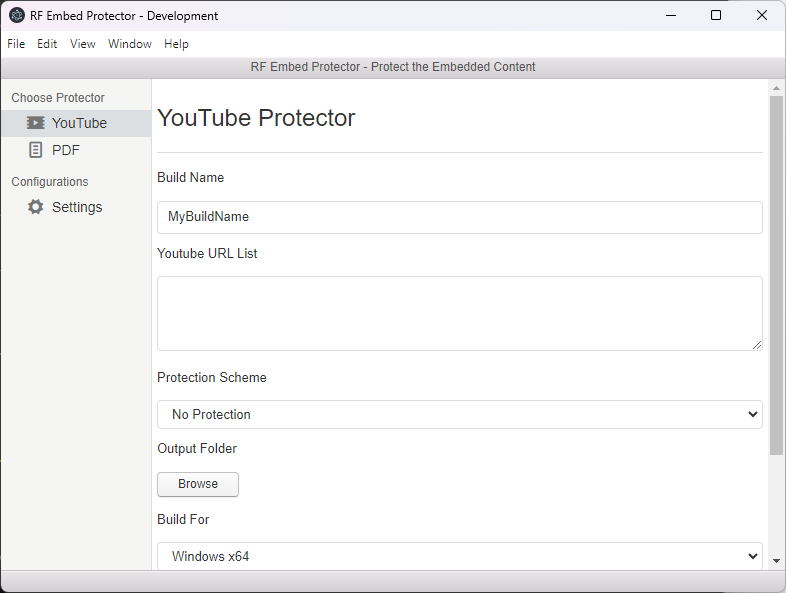 RF Embed Protector - Development
File Edit View Window Help
RF Embed Protector - Protect the Embedded Content
Choose Protector
YouTube
PDF
Configurations
Settings
YouTube Protector
Build Name
MyBuildName
Youtube URL List
Protection Scheme
No Protection
Output Folder
Browse
Build For
Windows x64